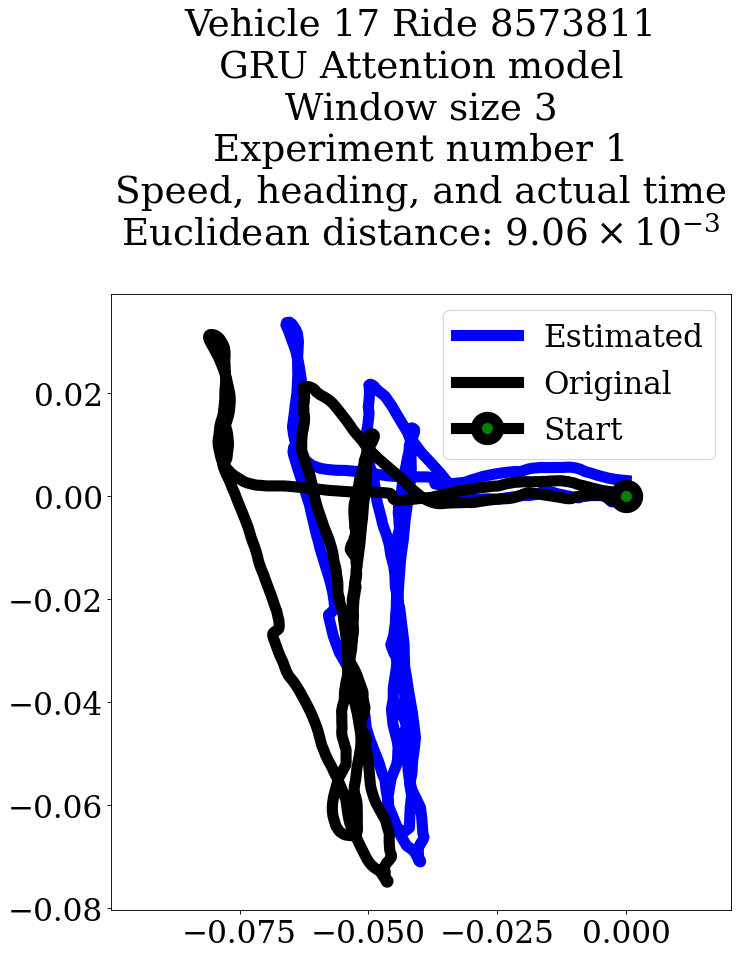 Vehicle 17 Ride 8573811
GRU Attention model
Window size 3
Experiment number 1
Speed, heading, and actual time
Euclidean distance: 9.06 × 10⁻³
Estimated
Original
Start
0.02
0.00
−0.02
−0.04
−0.06
−0.08
−0.075
−0.050
−0.025
0.000